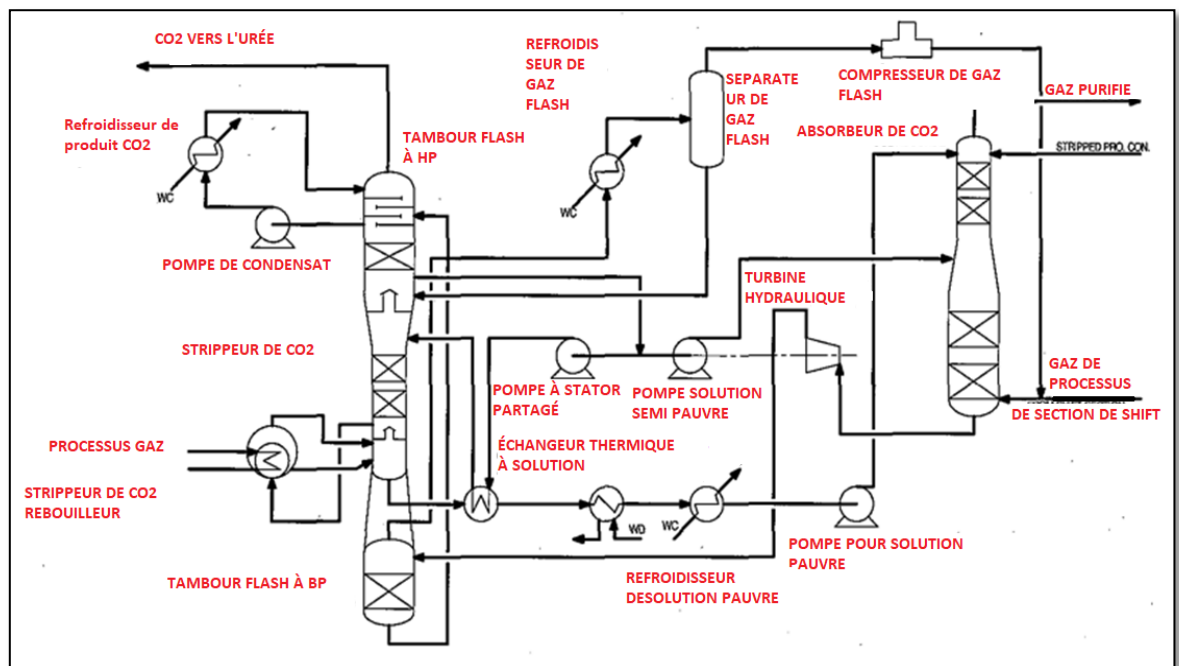 CO2 VERS L'URÉE
REFROIDIS
SEUR DE
GAZ
FLASH
SEPARATE
UR DE
GAZ
FLASH
COMPRESSEUR DE GAZ
FLASH
GAZ PURIFIE
Refroidisseur de
produit CO2
TAMBOUR FLASH
À HP
ABSORBEUR DE CO2
STRIPPED PRO. CON.
WC
WC
POMPE DE CONDENSAT
TURBINE
HYDRAULIQUE
STRIPPEUR DE CO2
POMPE À STATOR
PARTAGÉ
POMPE SOLUTION
SEMI PAUVRE
GAZ DE
PROCESSUS
DE SECTION DE SHIFT
PROCESSUS GAZ
ÉCHANGEUR THERMIQUE
À SOLUTION
STRIPPEUR DE CO2
REBOUILLEUR
WD
WC
POMPE POUR SOLUTION
PAUVRE
TAMBOUR FLASH À BP
REFROIDISSEUR
DESOLUTION PAUVRE